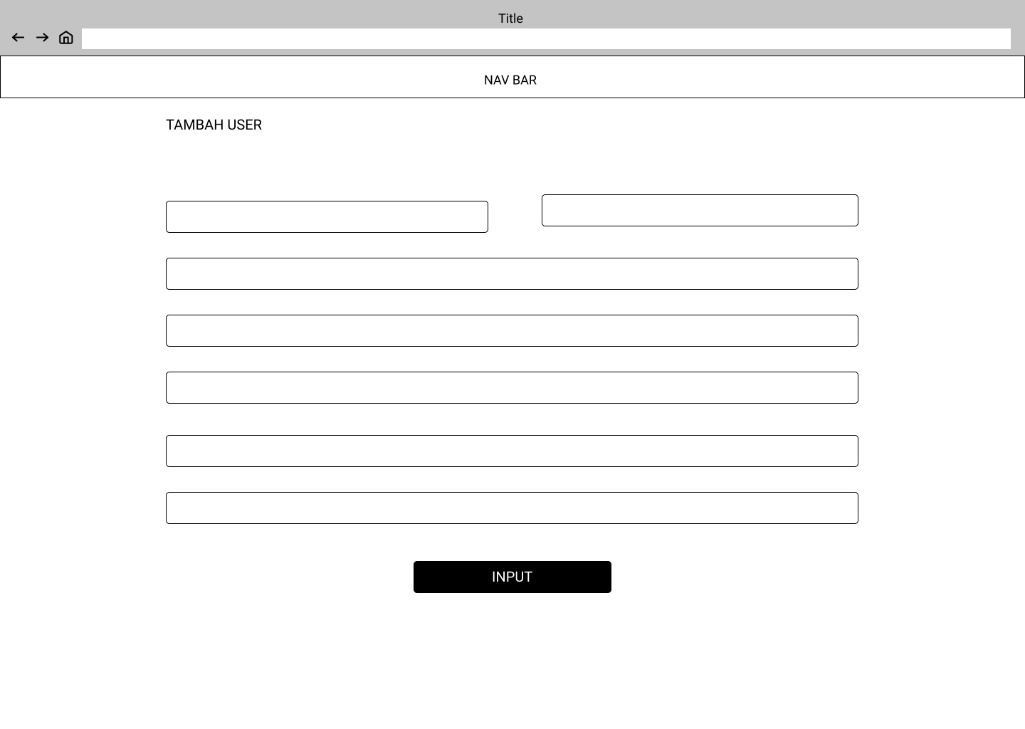 Title
NAV BAR
TAMBAH USER
INPUT